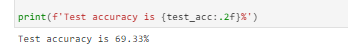 print(f'Test accuracy is {test_acc:.2f}%')
Test accuracy is 69.33%